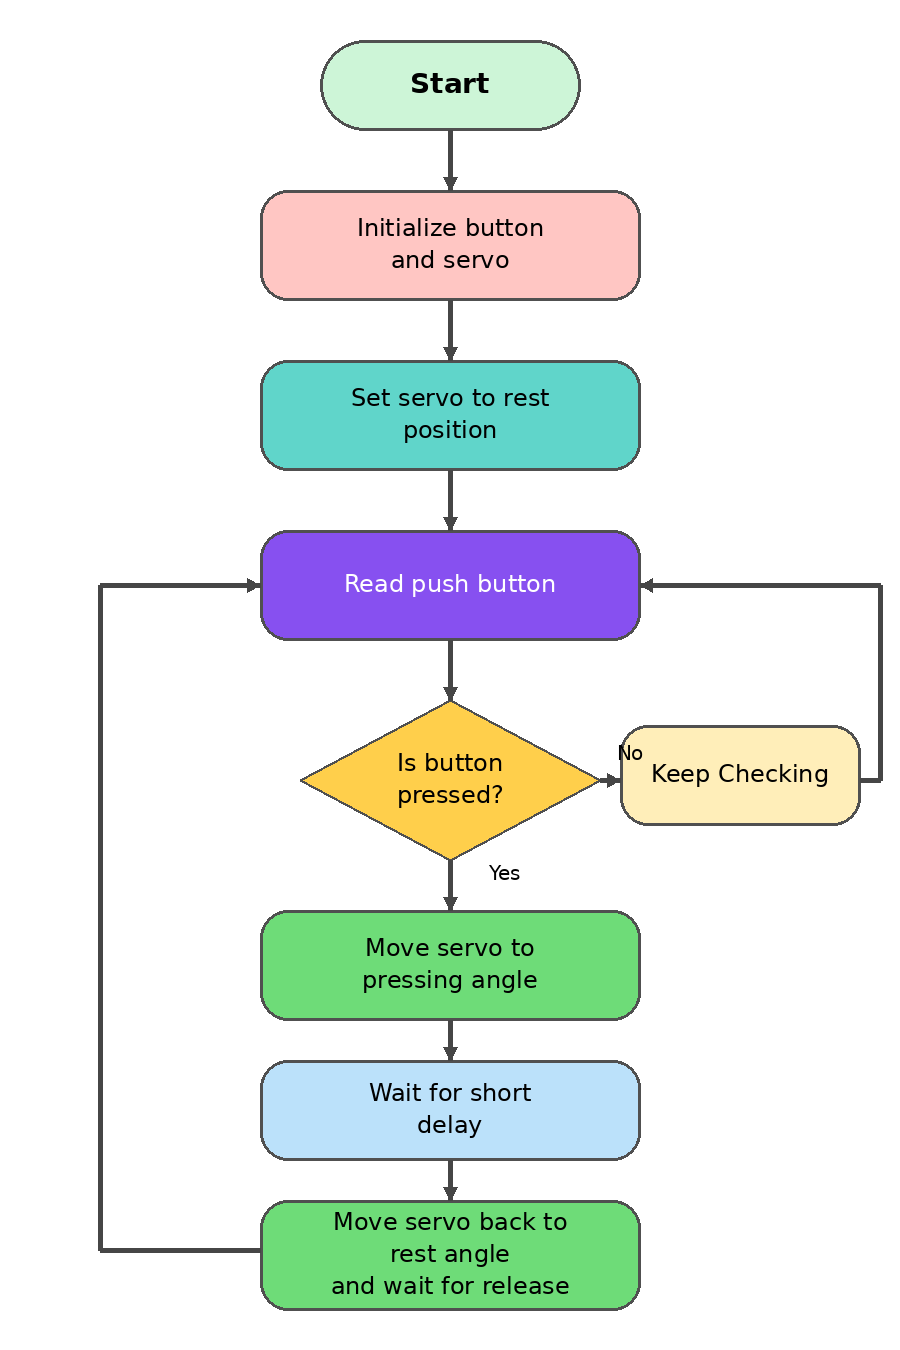 Start
Initialize button
and servo
Set servo to rest
position
Read push button
Is button
pressed?
No
Keep Checking
Yes
Move servo to
pressing angle
Wait for short
delay
Move servo back to
rest angle
and wait for release